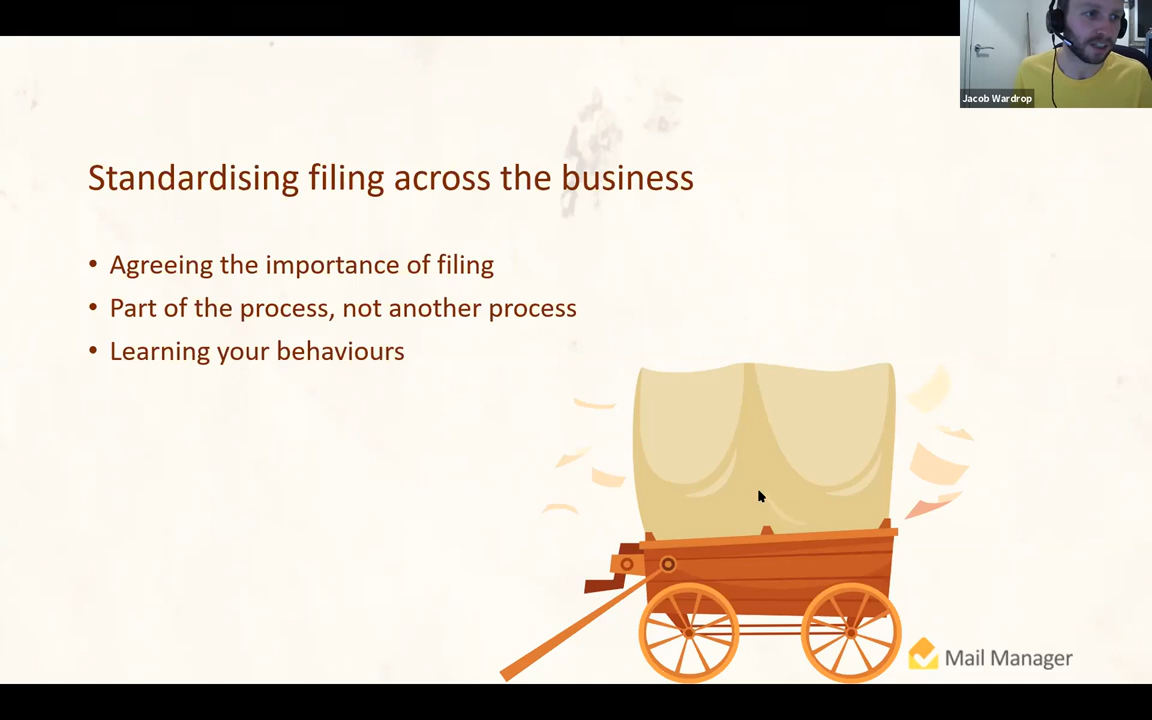 Jacob Wardrop
Standardising filing across the business
• Agreeing the importance of filing
• Part of the process, not another process
• Learning your behaviours
Mail Manager